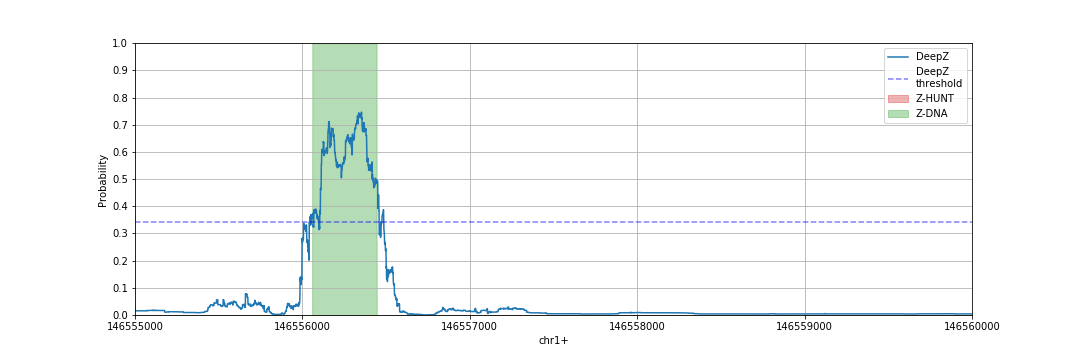 1.0
0.9
0.8
0.7
0.6
0.5
0.4
0.3
0.2
0.1
0.0
Probability
146555000
146556000
146557000
146558000
146559000
146560000
chr1+
DeepZ
DeepZ
threshold
Z-HUNT
Z-DNA